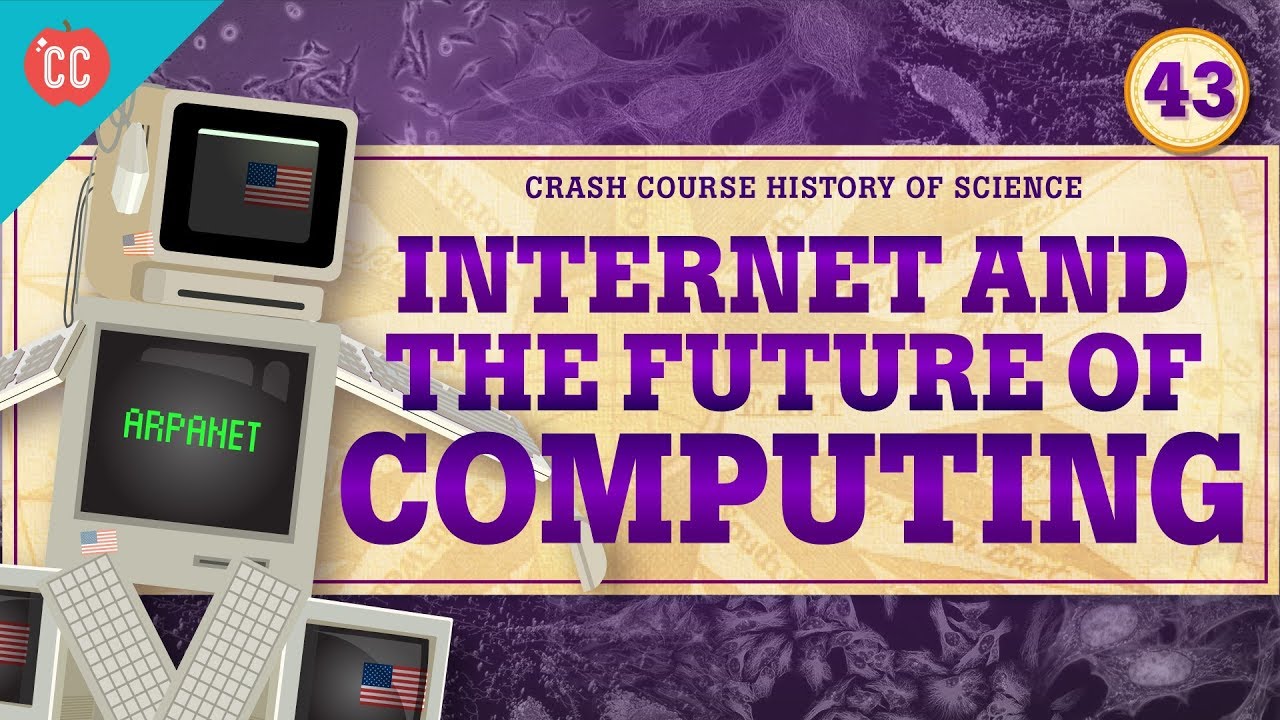 CC
43
CRASH COURSE HISTORY OF SCIENCE
INTERNET AND
THE FUTURE OF
COMPUTING
ARPANET